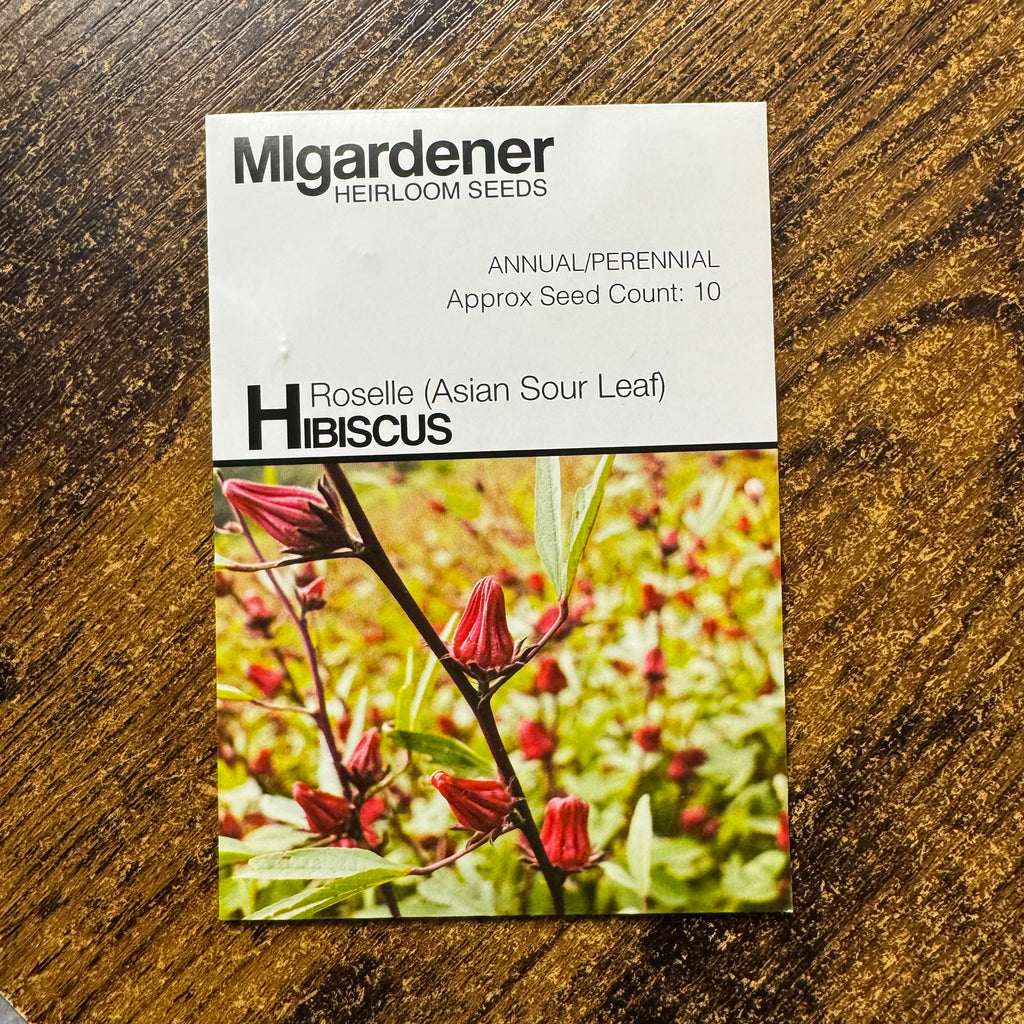 MIgardener
HEIRLOOM SEEDS
ANNUAL/PERENNIAL
Approx Seed Count: 10
Roselle (Asian Sour Leaf)
HIBISCUS